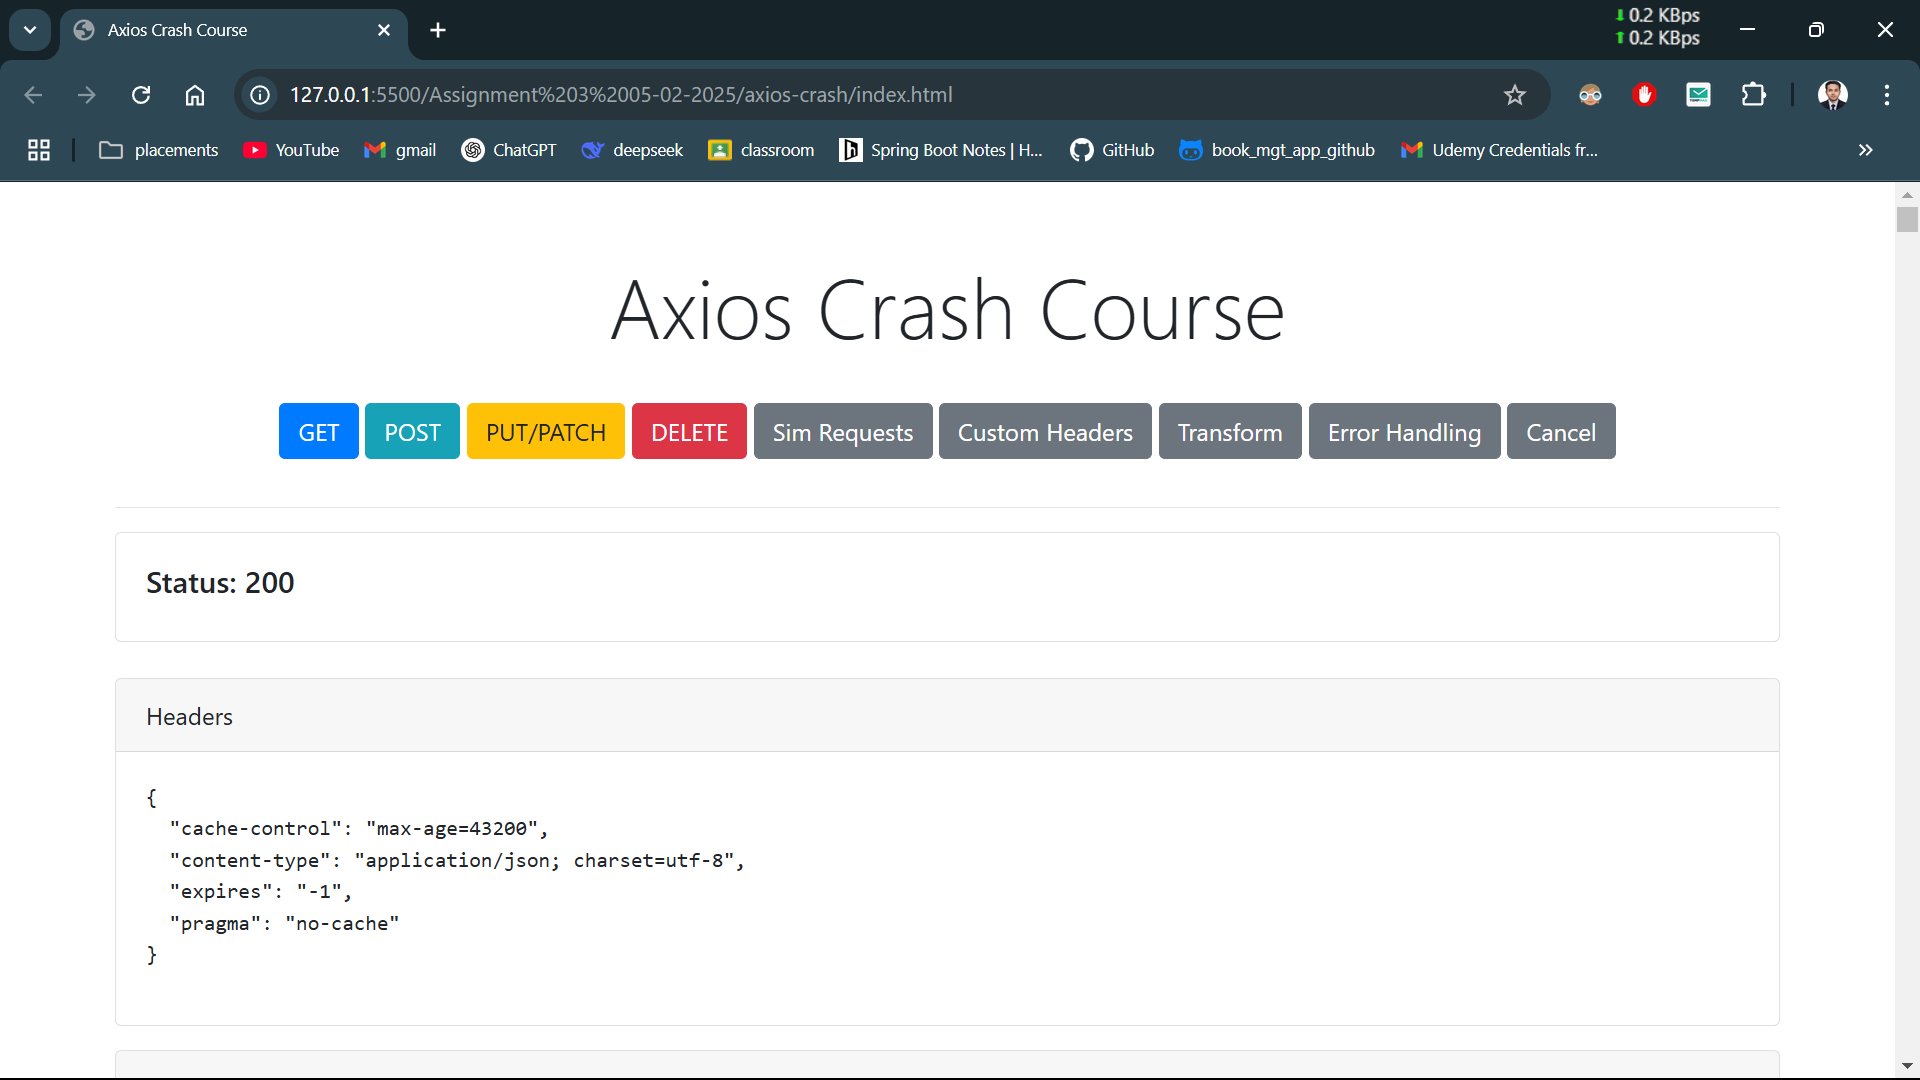 Axios Crash Course
0.2 KBps
0.2 KBps
127.0.0.1:5500/Assignment%203%2005-02-2025/axios-crash/index.html
placements YouTube gmail ChatGPT deepseek classroom Spring Boot Notes | H... GitHub book_mgt_app_github Udemy Credentials fr...
Axios Crash Course
GET POST PUT/PATCH DELETE Sim Requests Custom Headers Transform Error Handling Cancel
Status: 200
Headers
{
"cache-control": "max-age=43200",
"content-type": "application/json; charset=utf-8",
"expires": "-1",
"pragma": "no-cache"
}